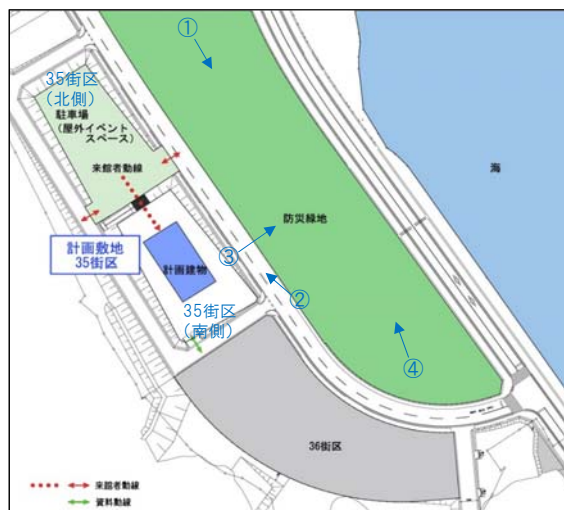 ①
35街区
（北側）
駐車場
（屋外イベント
スペース）
来館者動線
海
防災緑地
③
計画敷地
35街区
計画建物
②
35街区
（南側）
④
36街区
来館者動線
資料動線